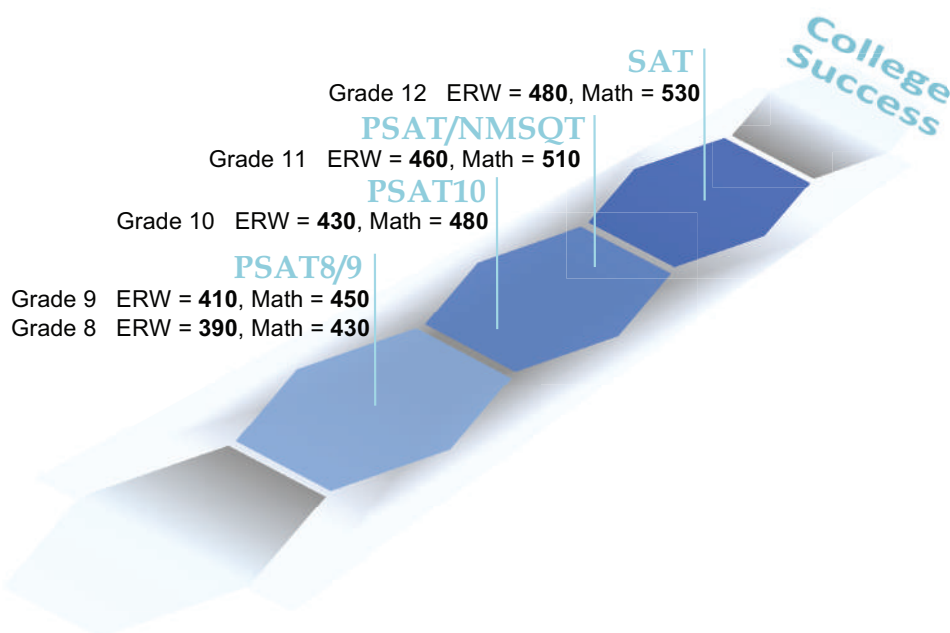 College
Success
SAT
Grade 12 ERW = 480, Math = 530
PSAT/NMSQT
Grade 11 ERW = 460, Math = 510
PSAT10
Grade 10 ERW = 430, Math = 480
PSAT8/9
Grade 9 ERW = 410, Math = 450
Grade 8 ERW = 390, Math = 430